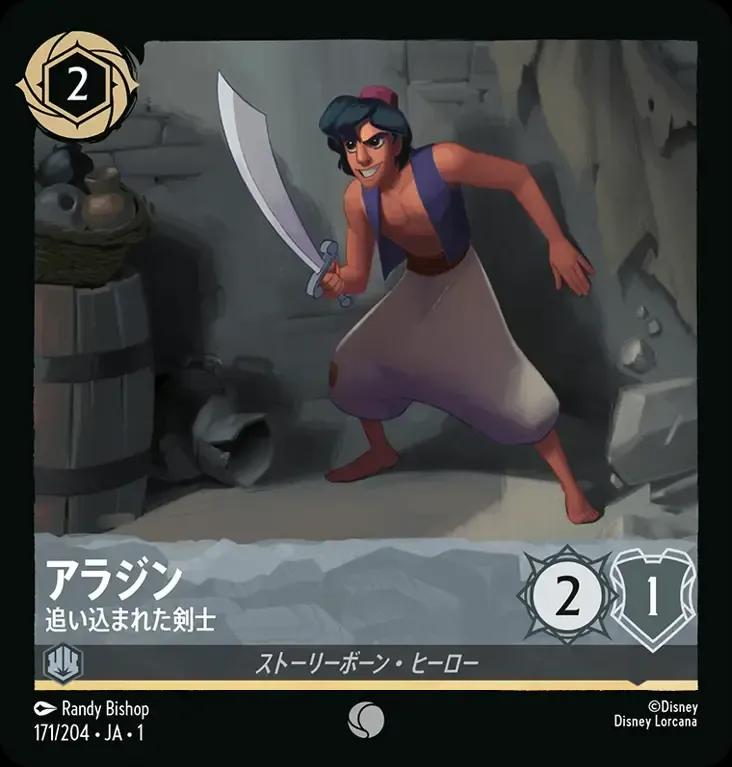 2
アラジン
追い込まれた剣士
2
1
ストーリーボーン・ヒーロー
Randy Bishop
171/204・JA・1
©Disney
Disney Lorcana